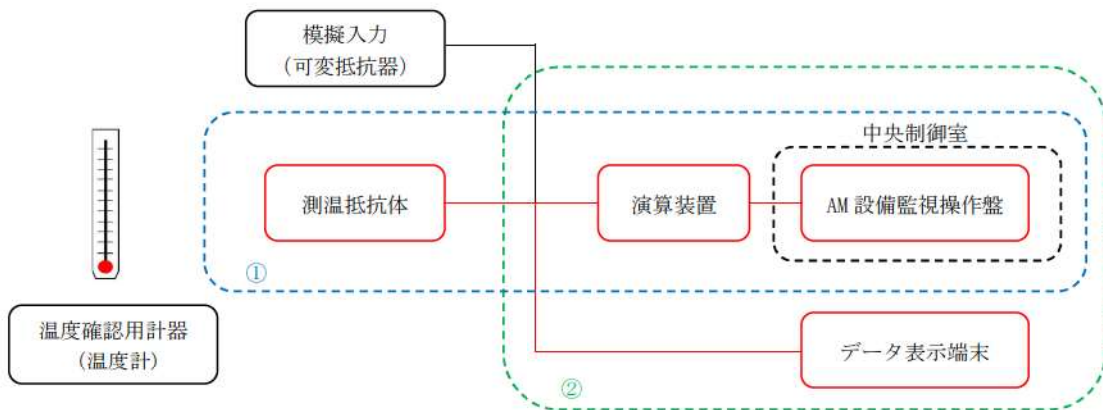 模擬入力
（可変抵抗器）
中央制御室
測温抵抗体
演算装置
AM 設備監視操作盤
①
温度確認用計器
（温度計）
データ表示端末
②